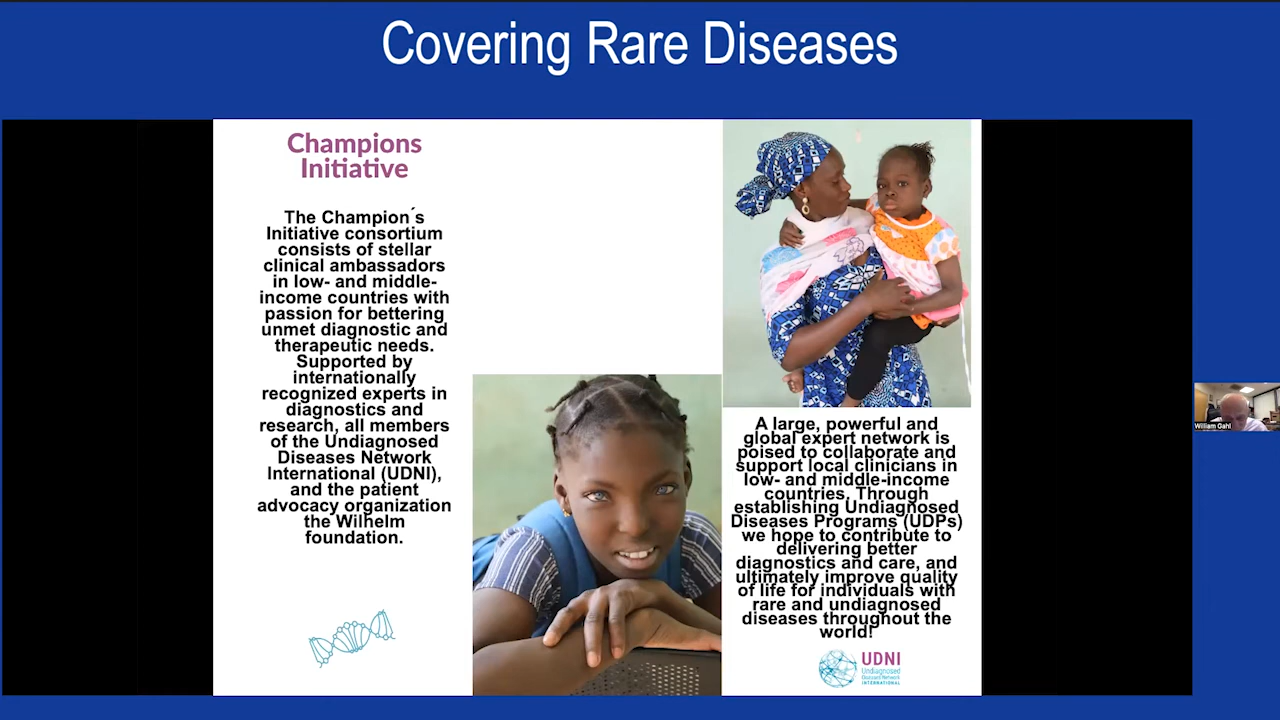 Covering Rare Diseases
Champions
Initiative
The Champion´s
Initiative consortium
consists of stellar
clinical ambassadors
in low- and middle-
income countries with
passion for bettering
unmet diagnostic and
therapeutic needs.
Supported by
internationally
recognized experts in
diagnostics and
research, all members
of the Undiagnosed
Diseases Network
International (UDNI),
and the patient
advocacy organization
the Wilhelm
foundation.
A large, powerful and
global expert network is
poised to collaborate and
support local clinicians in
low- and middle-income
countries. Through
establishing Undiagnosed
Diseases Programs (UDPs)
we hope to contribute to
delivering better
diagnostics and care, and
ultimately improve quality
of life for individuals with
rare and undiagnosed
diseases throughout the
world!
UDNI
Undiagnosed
Diseases Network
INTERNATIONAL
William Gahl